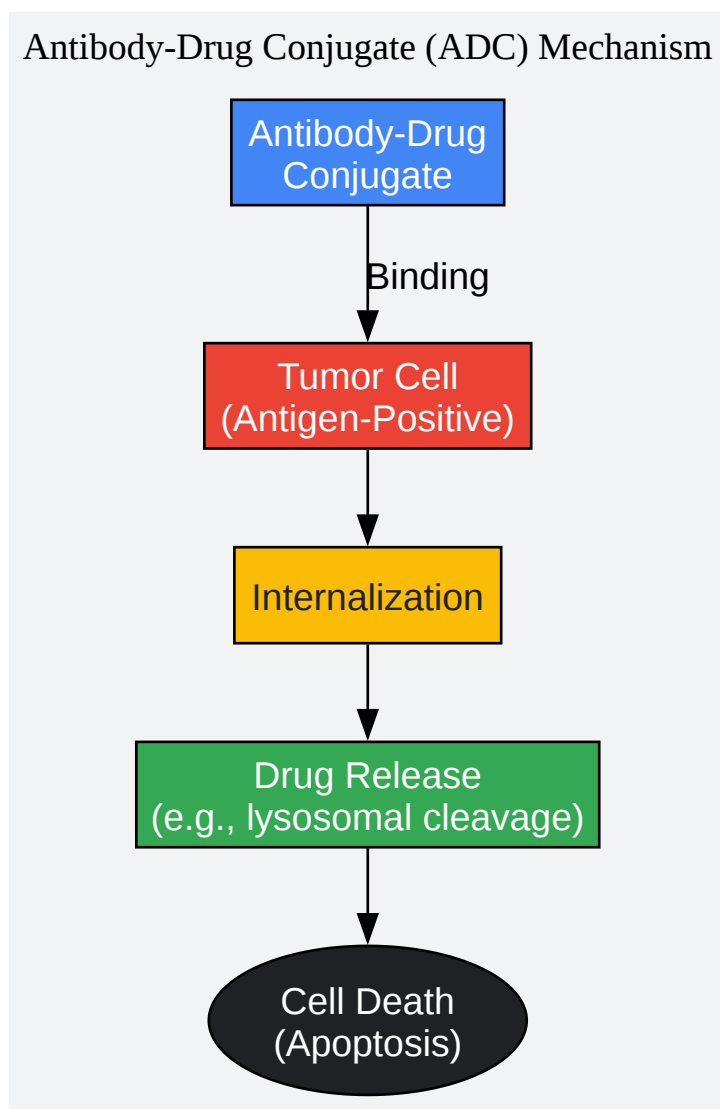 Antibody-Drug Conjugate (ADC) Mechanism
Antibody-Drug
Conjugate
Binding
Tumor Cell
(Antigen-Positive)
Internalization
Drug Release
(e.g., lysosomal cleavage)
Cell Death
(Apoptosis)